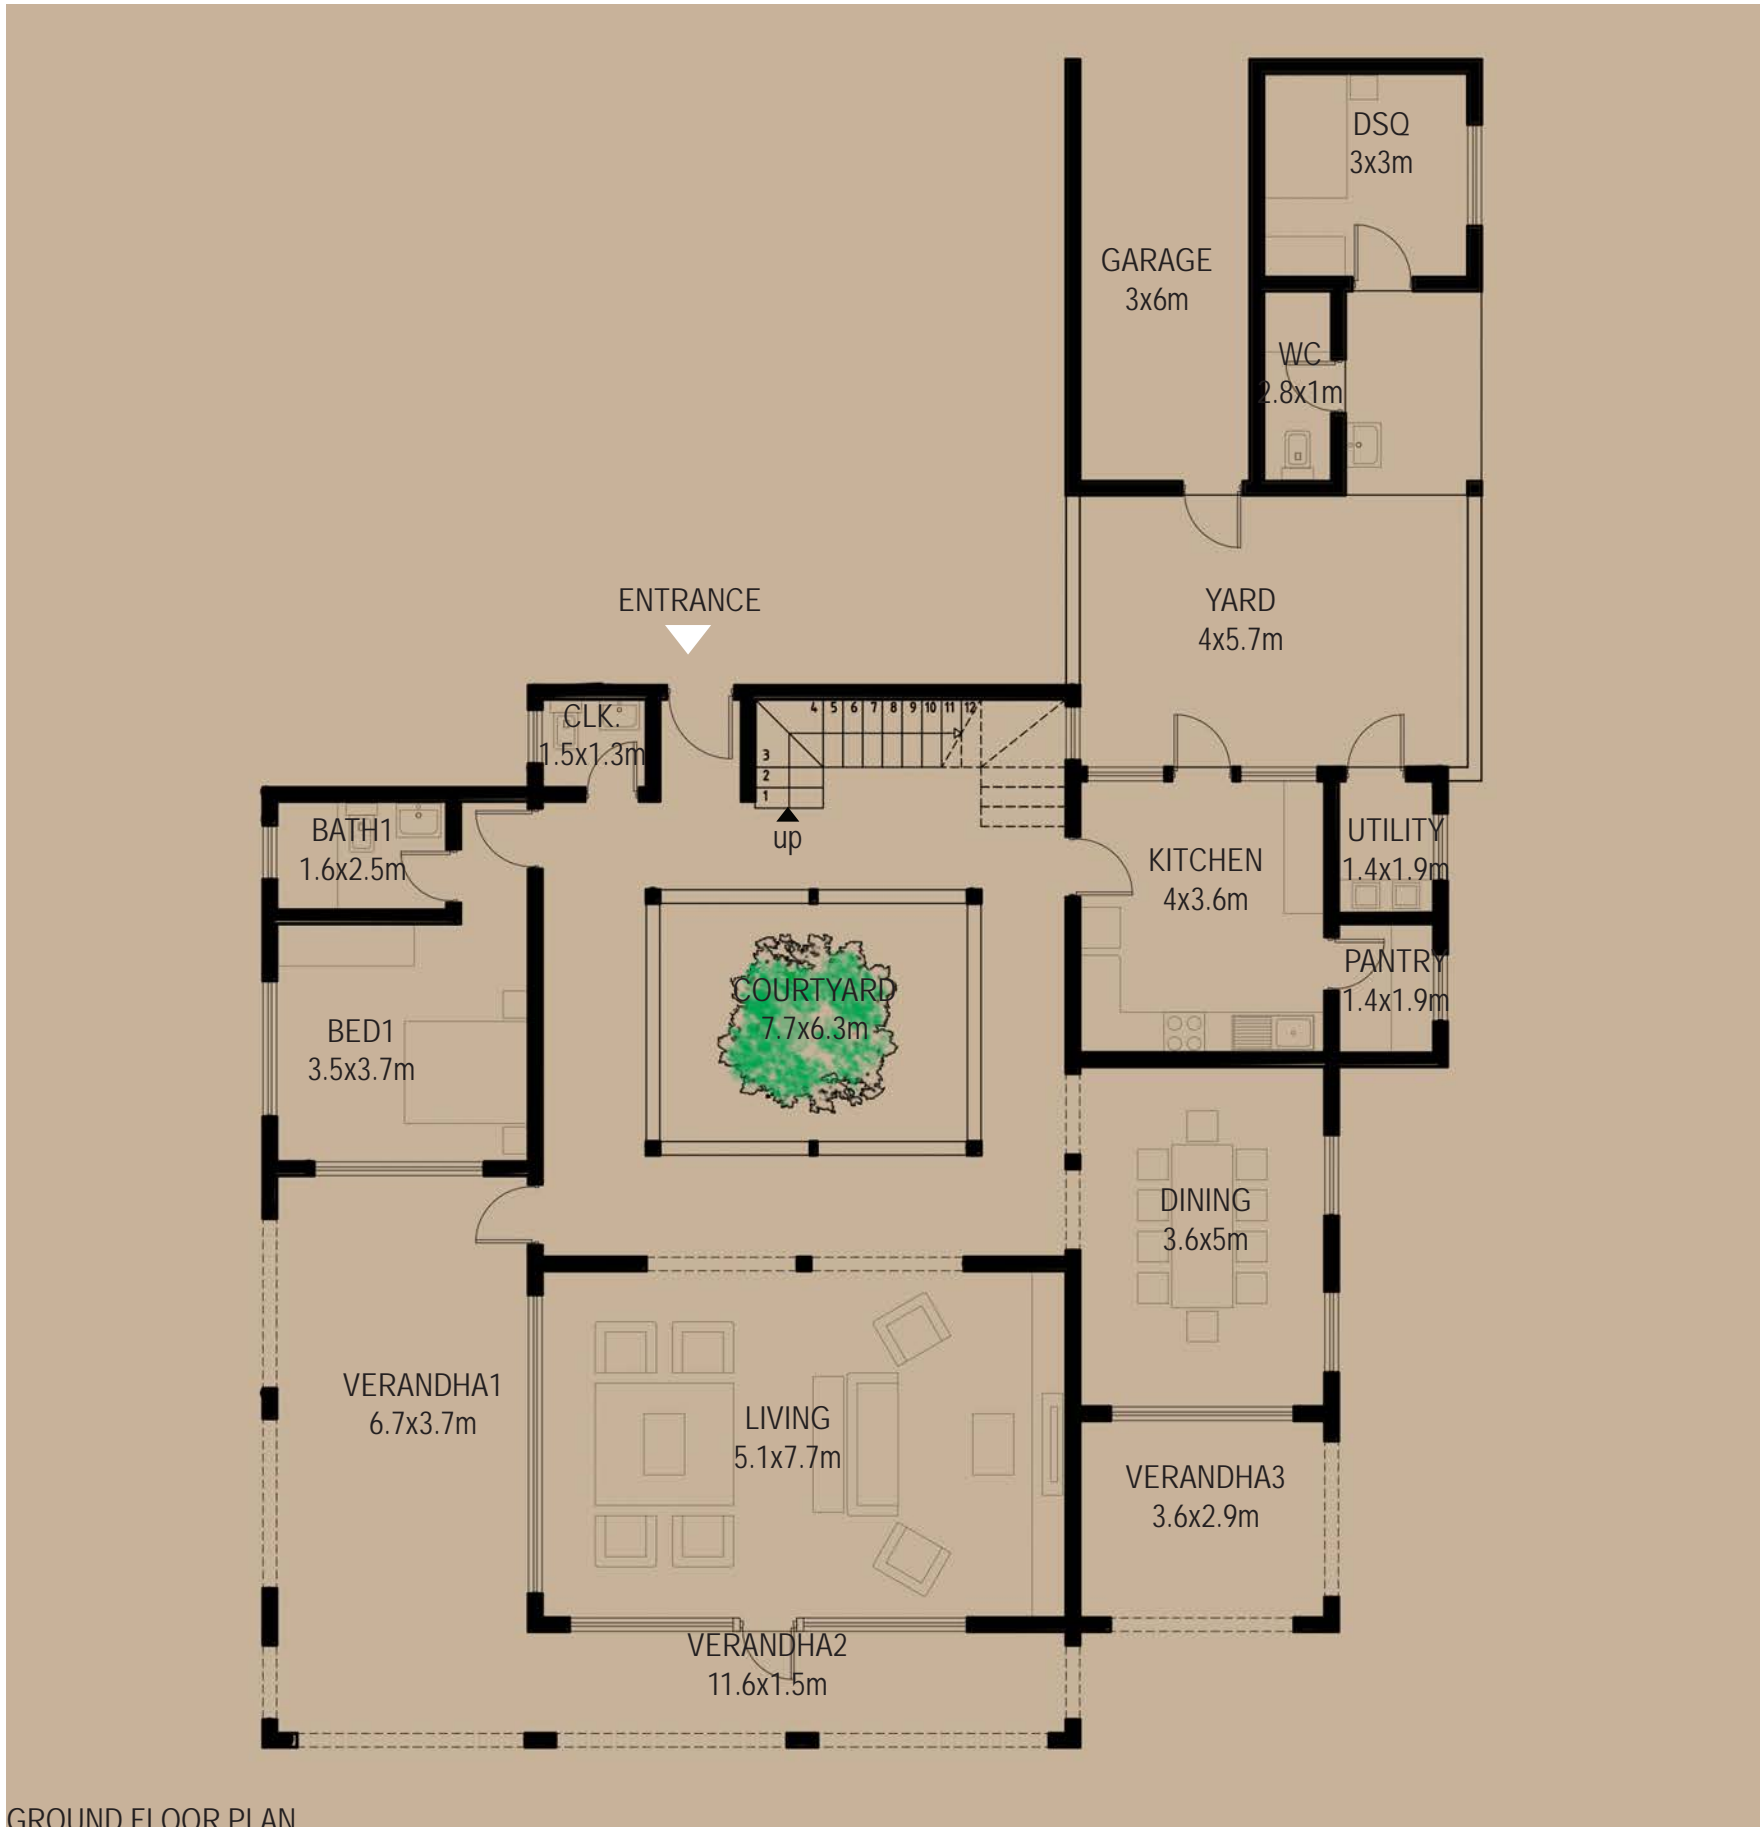 DSQ
3x3m
GARAGE
3x6m
WC
2.8x1m
ENTRANCE
YARD
4x5.7m
CLK.
1.5x1.3m
4 5 6 7 8 9 10 11 12
3
2
1
up
BATH1
1.6x2.5m
KITCHEN
4x3.6m
UTILITY
1.4x1.9m
PANTRY
1.4x1.9m
COURTYARD
7.7x6.3m
BED1
3.5x3.7m
DINING
3.6x5m
VERANDHA1
6.7x3.7m
LIVING
5.1x7.7m
VERANDHA3
3.6x2.9m
VERANDHA2
11.6x1.5m
GROUND FLOOR PLAN